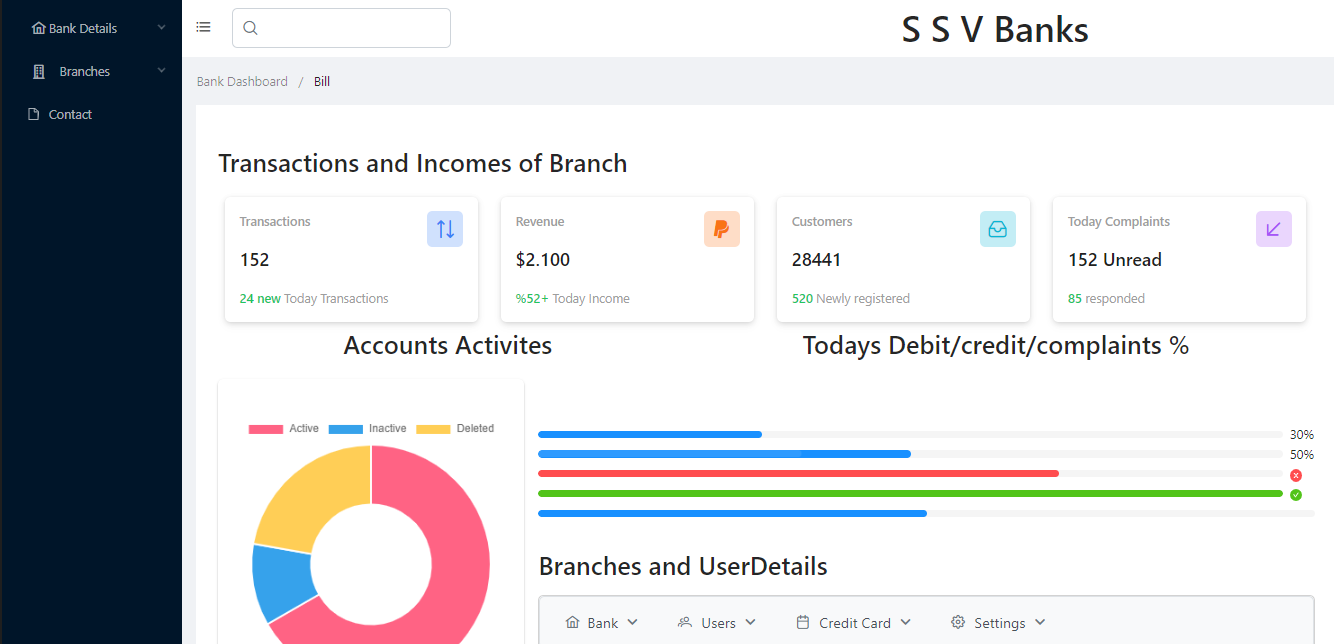 Bank Details
Branches
Contact
S S V Banks
Bank Dashboard / Bill
Transactions and Incomes of Branch
Transactions
152
24 new Today Transactions
Revenue
$2.100
%52+ Today Income
Customers
28441
520 Newly registered
Today Complaints
152 Unread
85 responded
Accounts Activites
Todays Debit/credit/complaints %
Active Inactive Deleted
30%
50%
Branches and UserDetails
Bank Users Credit Card Settings